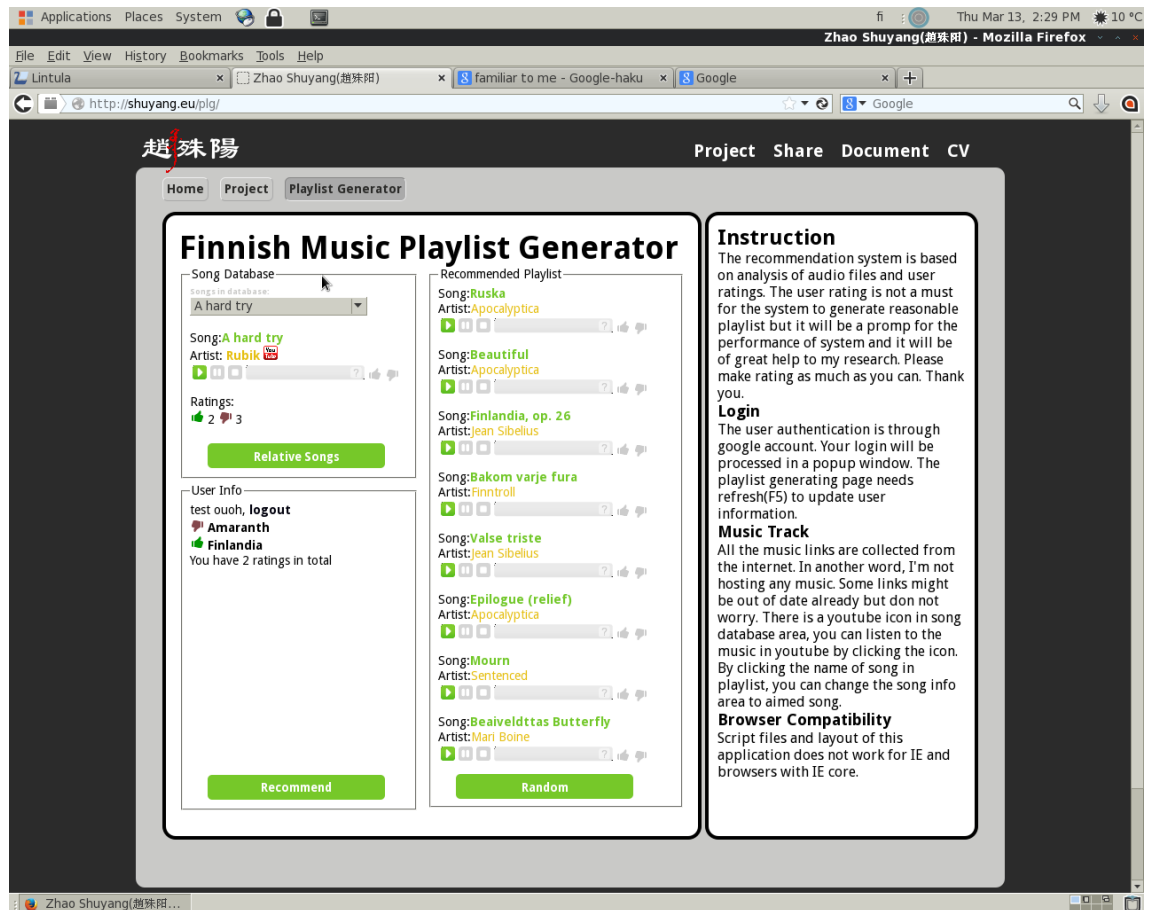 Applications Places System
fi
Thu Mar 13, 2:29 PM
10 °C
Zhao Shuyang(趙殊阳) - Mozilla Firefox
File Edit View History Bookmarks Tools Help
Lintula
Zhao Shuyang(趙殊阳)
familiar to me - Google-haku
Google
http://shuyang.eu/plg/
Google
趙殊陽
Project Share Document CV
Home Project Playlist Generator
Finnish Music Playlist Generator
Song Database
Songs in database:
A hard try
Song:A hard try
Artist: Rubik You Tube
Ratings:
2 3
Relative Songs
User Info
test ouoh, logout
Amaranth
Finlandia
You have 2 ratings in total
Recommend
Recommended Playlist
Song:Ruska
Artist:Apocalyptica
?
Song:Beautiful
Artist:Apocalyptica
?
Song:Finlandia, op. 26
Artist:Jean Sibelius
?
Song:Bakom varje fura
Artist:Finntroll
?
Song:Valse triste
Artist:Jean Sibelius
?
Song:Epilogue (relief)
Artist:Apocalyptica
?
Song:Mourn
Artist:Sentenced
?
Song:Beaiveldttas Butterfly
Artist:Mari Boine
?
Random
Instruction
The recommendation system is based
on analysis of audio files and user
ratings. The user rating is not a must
for the system to generate reasonable
playlist but it will be a promp for the
performance of system and it will be
of great help to my research. Please
make rating as much as you can. Thank
you.
Login
The user authentication is through
google account. Your login will be
processed in a popup window. The
playlist generating page needs
refresh(F5) to update user
information.
Music Track
All the music links are collected from
the internet. In another word, I'm not
hosting any music. Some links might
be out of date already but don not
worry. There is a youtube icon in song
database area, you can listen to the
music in youtube by clicking the icon.
By clicking the name of song in
playlist, you can change the song info
area to aimed song.
Browser Compatibility
Script files and layout of this
application does not work for IE and
browsers with IE core.
Zhao Shuyang(趙殊阳...